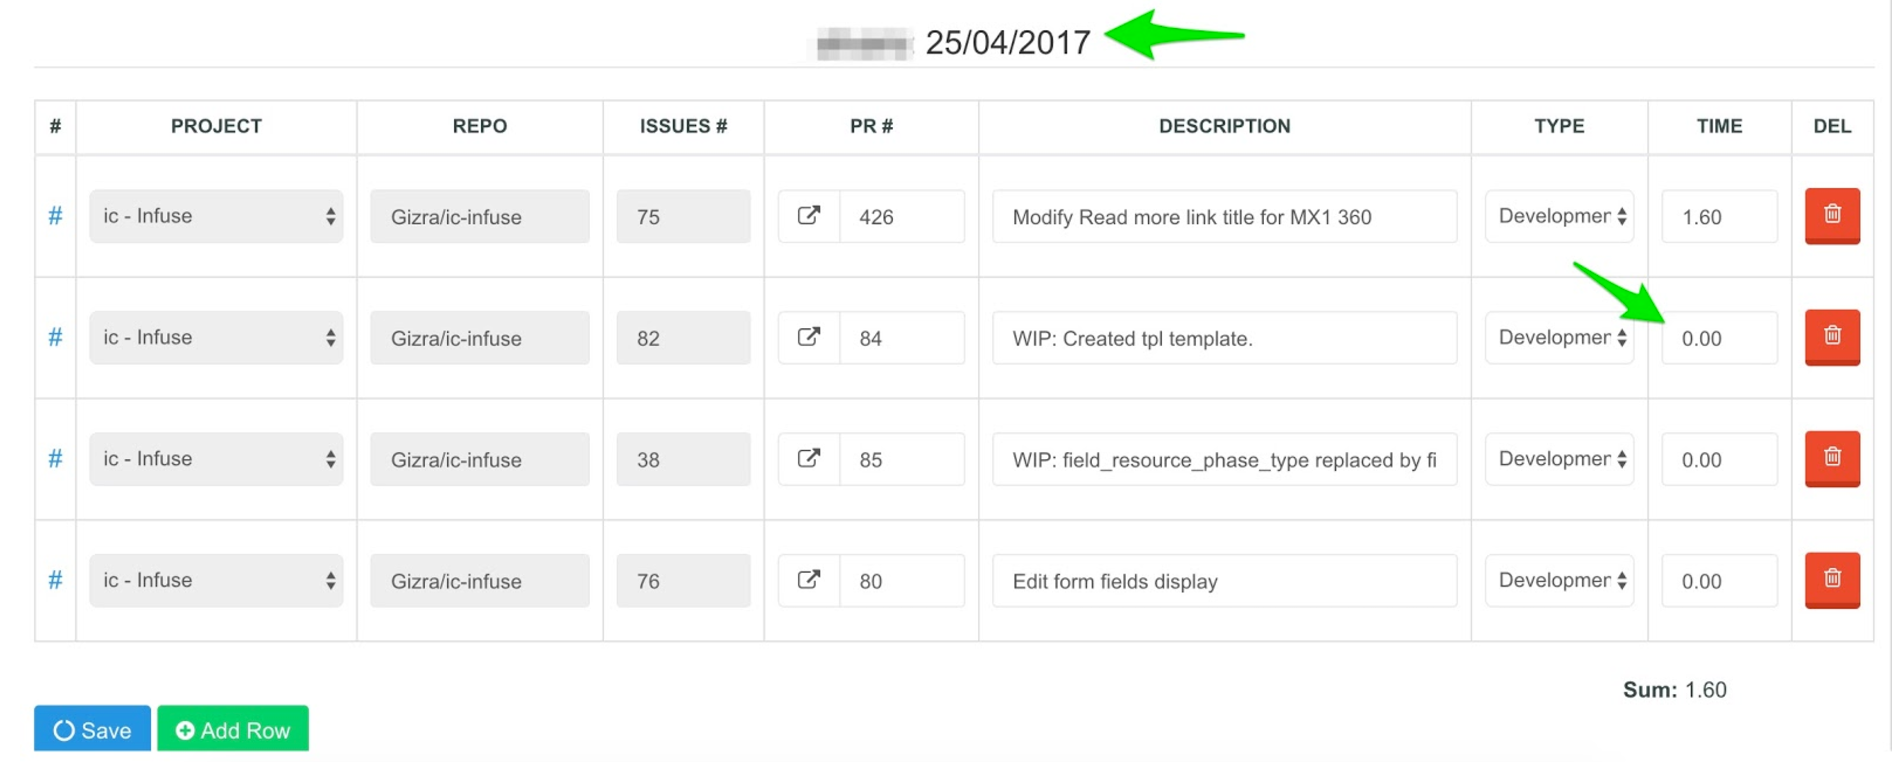 25/04/2017
# PROJECT REPO ISSUES # PR # DESCRIPTION TYPE TIME DEL
# ic - Infuse Gizra/ic-infuse 75 426 Modify Read more link title for MX1 360 Developmer 1.60
# ic - Infuse Gizra/ic-infuse 82 84 WIP: Created tpl template. Developmer 0.00
# ic - Infuse Gizra/ic-infuse 38 85 WIP: field_resource_phase_type replaced by fi Developmer 0.00
# ic - Infuse Gizra/ic-infuse 76 80 Edit form fields display Developmer 0.00
Sum: 1.60
Save Add Row